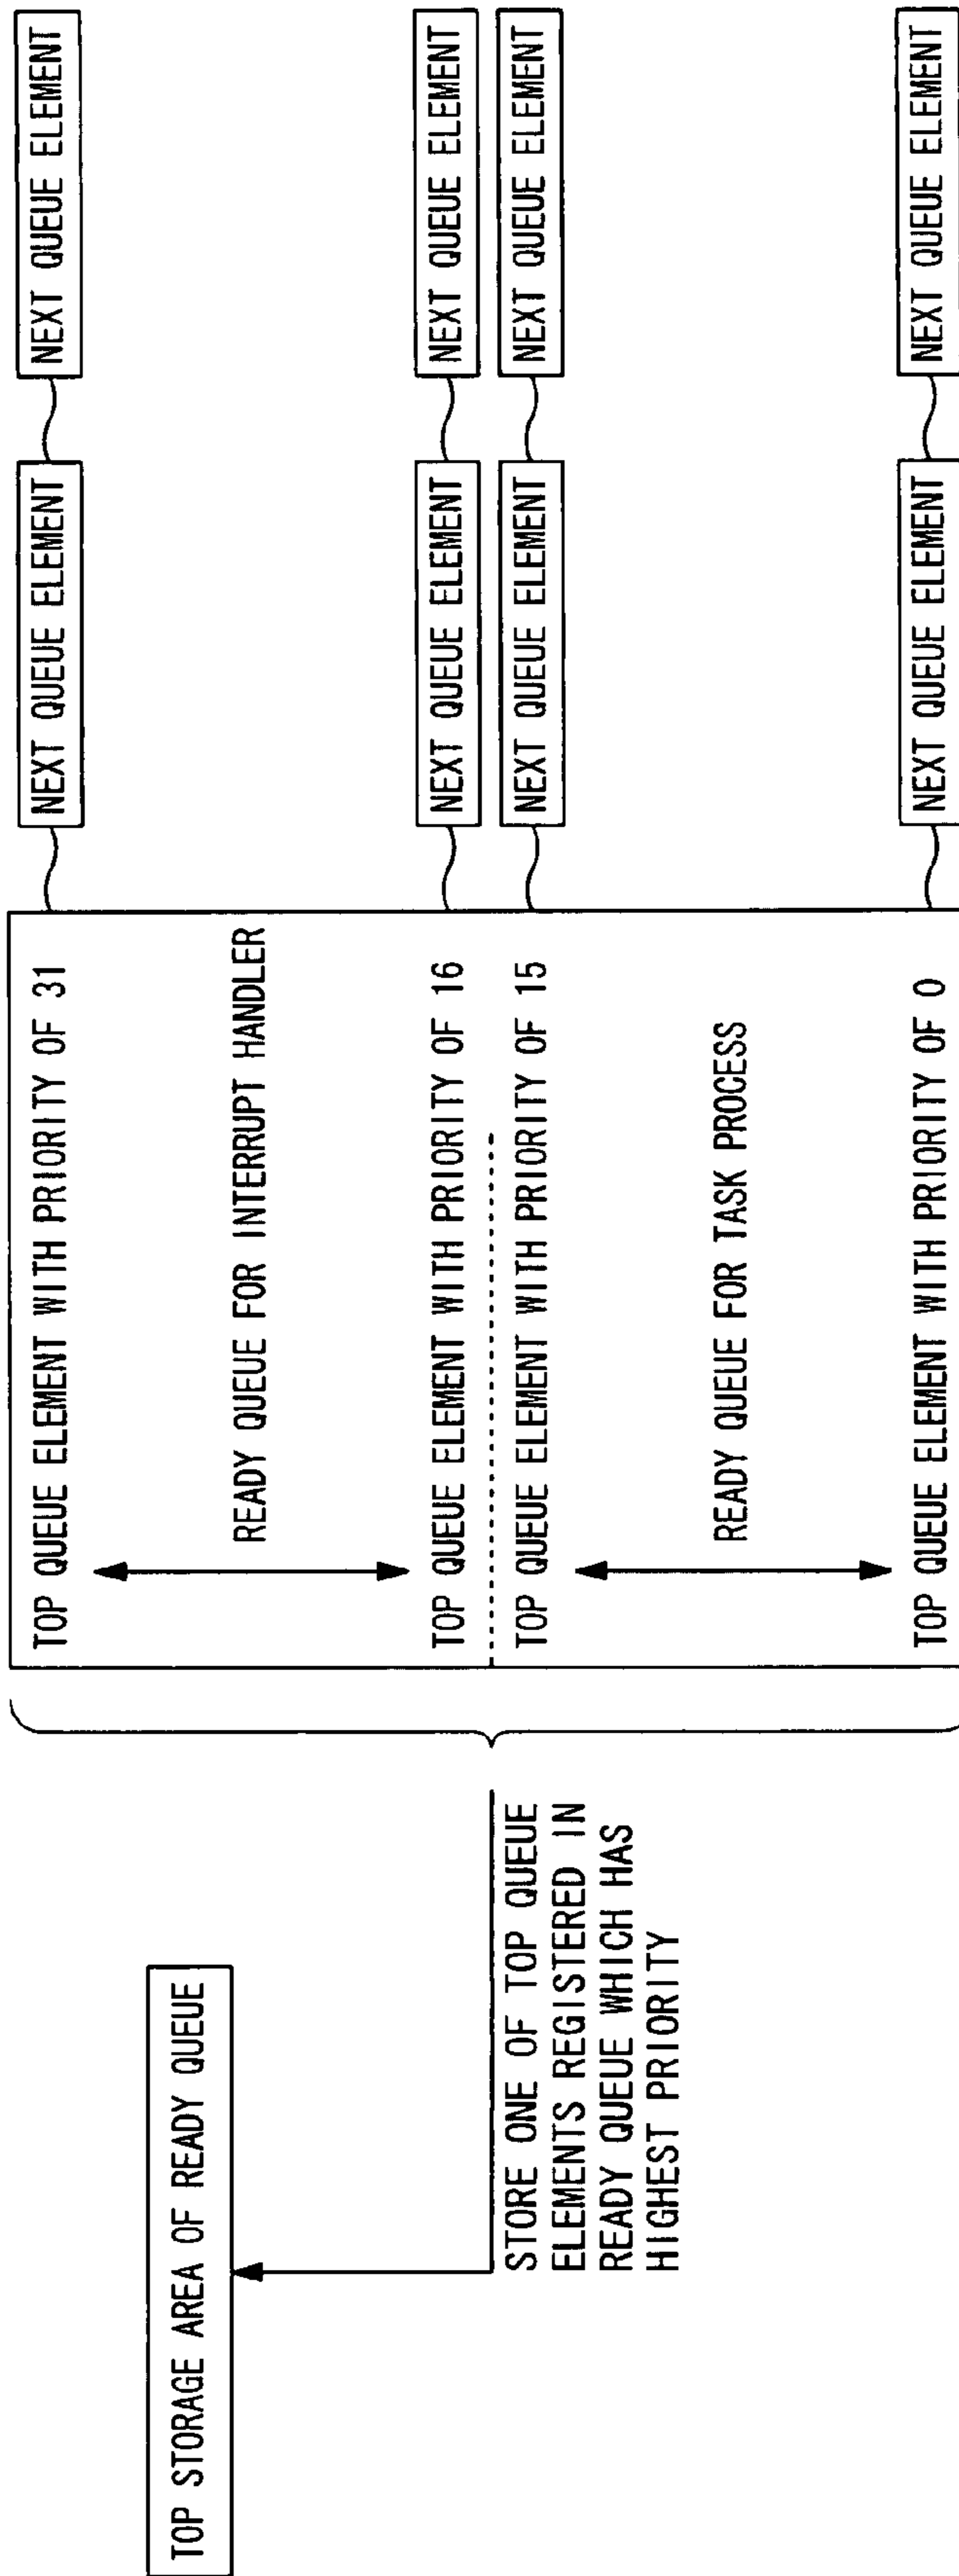 TOP STORAGE AREA OF READY QUEUE
STORE ONE OF TOP QUEUE
ELEMENTS REGISTERED IN
READY QUEUE WHICH HAS
HIGHEST PRIORITY
TOP QUEUE ELEMENT WITH PRIORITY OF 31
READY QUEUE FOR INTERRUPT HANDLER
TOP QUEUE ELEMENT WITH PRIORITY OF 16
TOP QUEUE ELEMENT WITH PRIORITY OF 15
READY QUEUE FOR TASK PROCESS
TOP QUEUE ELEMENT WITH PRIORITY OF 0
NEXT QUEUE ELEMENT
NEXT QUEUE ELEMENT
NEXT QUEUE ELEMENT
NEXT QUEUE ELEMENT
NEXT QUEUE ELEMENT
NEXT QUEUE ELEMENT
NEXT QUEUE ELEMENT
NEXT QUEUE ELEMENT